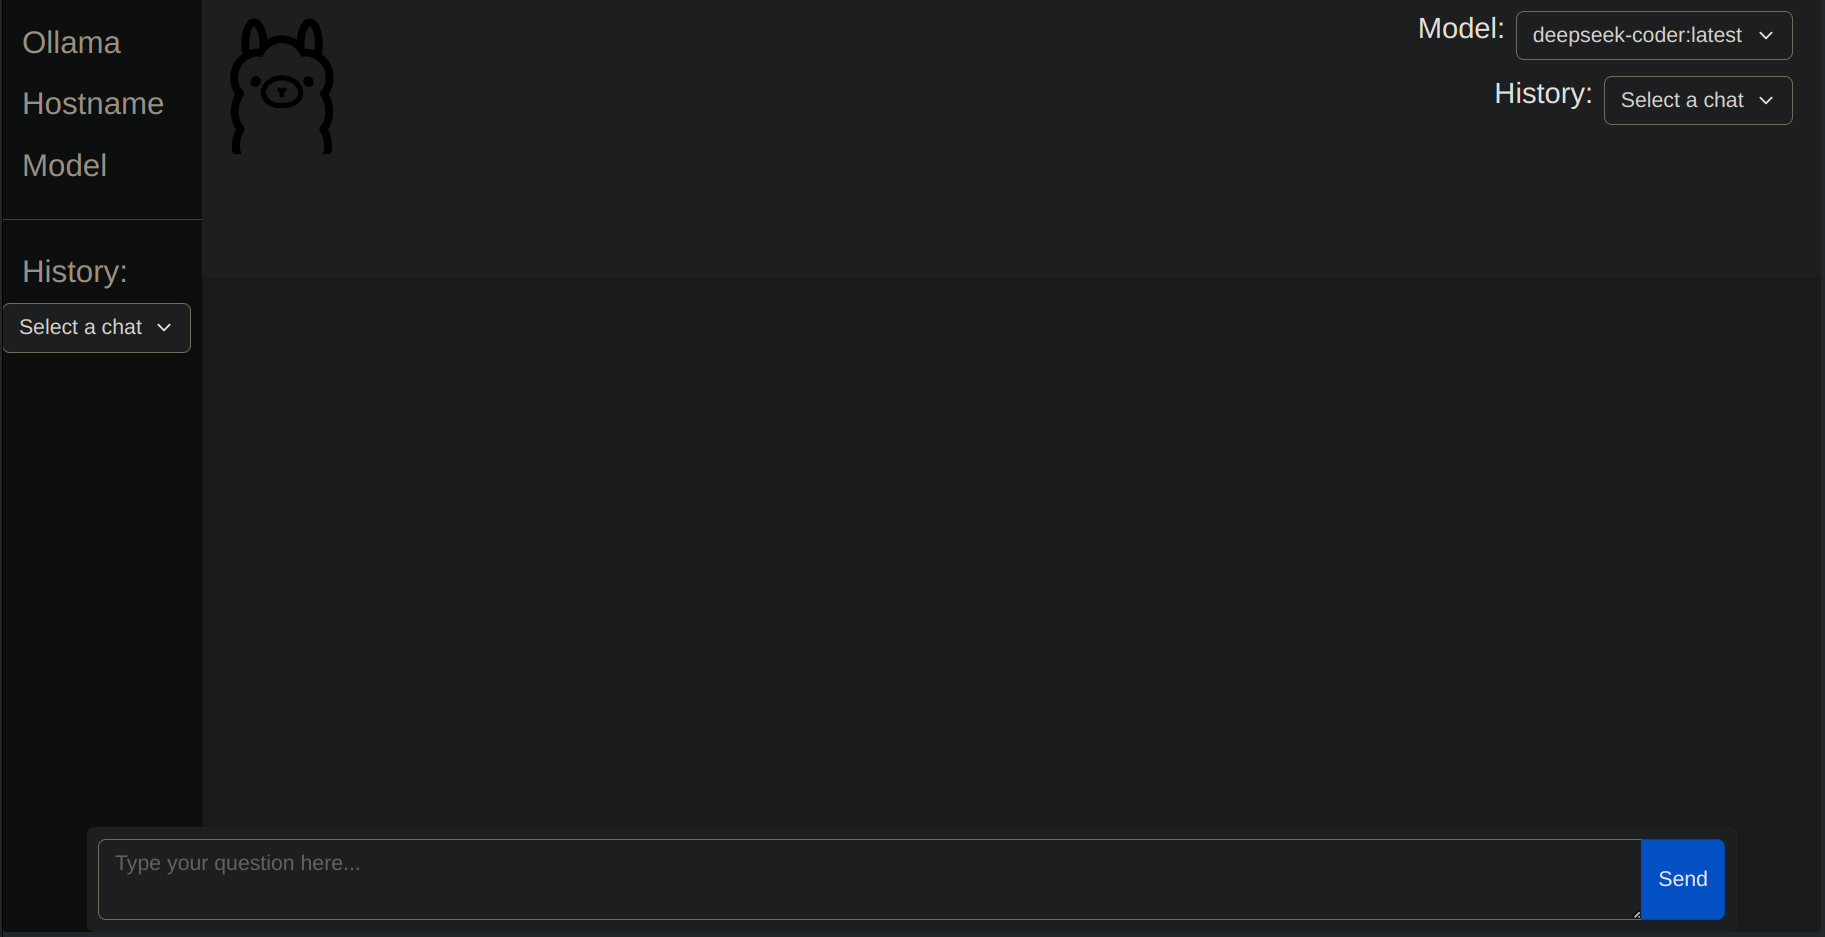 Ollama
Hostname
Model
History:
Select a chat
Model: deepseek-coder:latest
History: Select a chat
Type your question here...
Send